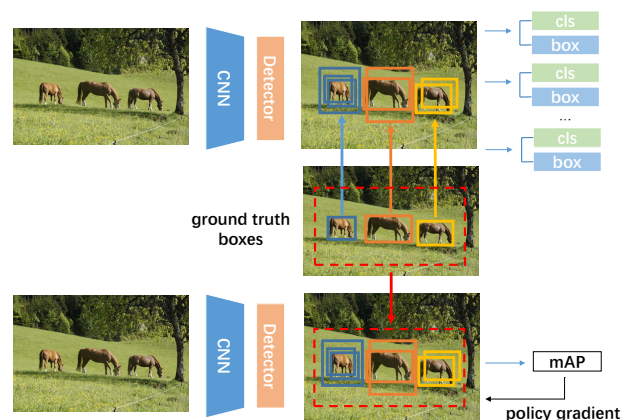 CNN
Detector
cls
box
cls
box
...
cls
box
ground truth
boxes
CNN
Detector
mAP
policy gradient